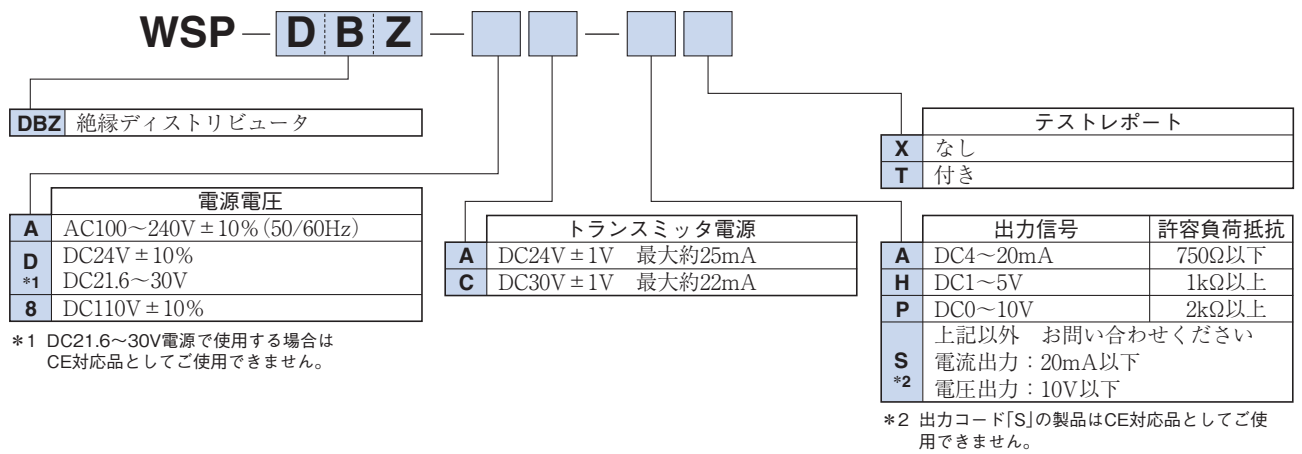 WSP－DBZ－□□－□□
DBZ 絶縁ディストリビュータ
電源電圧
A AC100～240V±10%(50/60Hz)
D *1 DC24V±10%
DC21.6～30V
8 DC110V±10%
*1 DC21.6～30V電源で使用する場合は
CE対応品としてご使用できません。
トランスミッタ電源
A DC24V±1V 最大約25mA
C DC30V±1V 最大約22mA
テストレポート
X なし
T 付き
出力信号 許容負荷抵抗
A DC4～20mA 750Ω以下
H DC1～5V 1kΩ以上
P DC0～10V 2kΩ以上
S *2 上記以外 お問い合わせください
電流出力：20mA以下
電圧出力：10V以下
*2 出力コード「S」の製品はCE対応品としてご使
用できません。